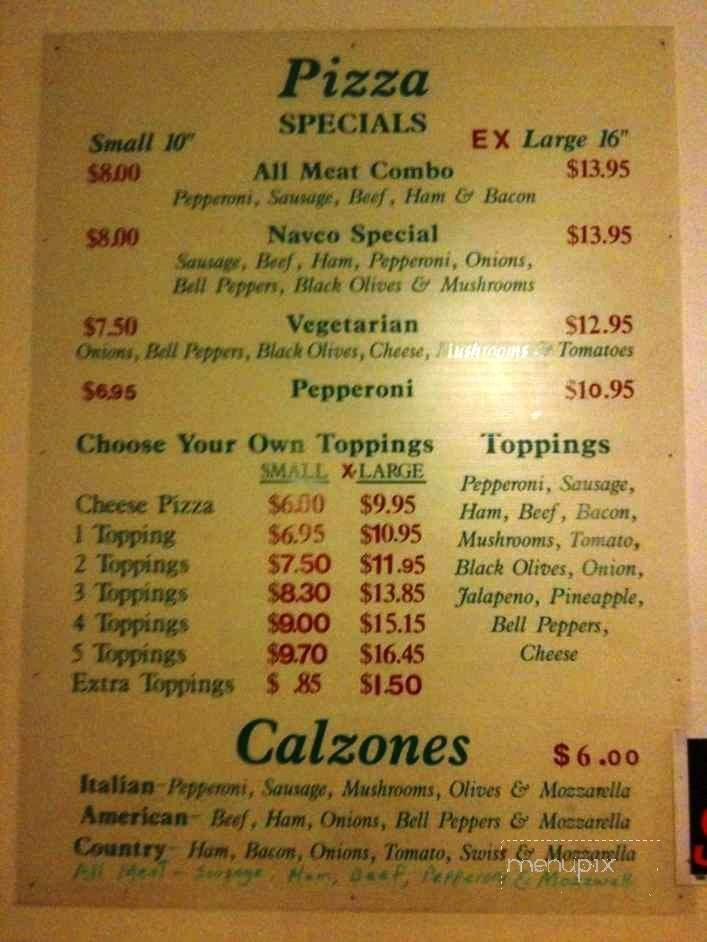 Pizza
SPECIALS
Small 10" EX Large 16"
$8.00 All Meat Combo $13.95
Pepperoni, Sausage, Beef, Ham & Bacon
$8.00 Navco Special $13.95
Sausage, Beef, Ham, Pepperoni, Onions,
Bell Peppers, Black Olives & Mushrooms
$7.50 Vegetarian $12.95
Onions, Bell Peppers, Black Olives, Cheese, Mushrooms & Tomatoes
$6.95 Pepperoni $10.95
Choose Your Own Toppings
SMALL X-LARGE
Cheese Pizza $6.00 $9.95
1 Topping $6.95 $10.95
2 Toppings $7.50 $11.95
3 Toppings $8.30 $13.85
4 Toppings $9.00 $15.15
5 Toppings $9.70 $16.45
Extra Toppings $ .85 $1.50
Toppings
Pepperoni, Sausage,
Ham, Beef, Bacon,
Mushrooms, Tomato,
Black Olives, Onion,
Jalapeno, Pineapple,
Bell Peppers,
Cheese
Calzones $6.00
Italian- Pepperoni, Sausage, Mushrooms, Olives & Mozzarella
American- Beef, Ham, Onions, Bell Peppers & Mozzarella
Country- Ham, Bacon, Onions, Tomato, Swiss & Mozzarella
All Meat - Sausage, Ham, Beef, Pepperoni &
menupix